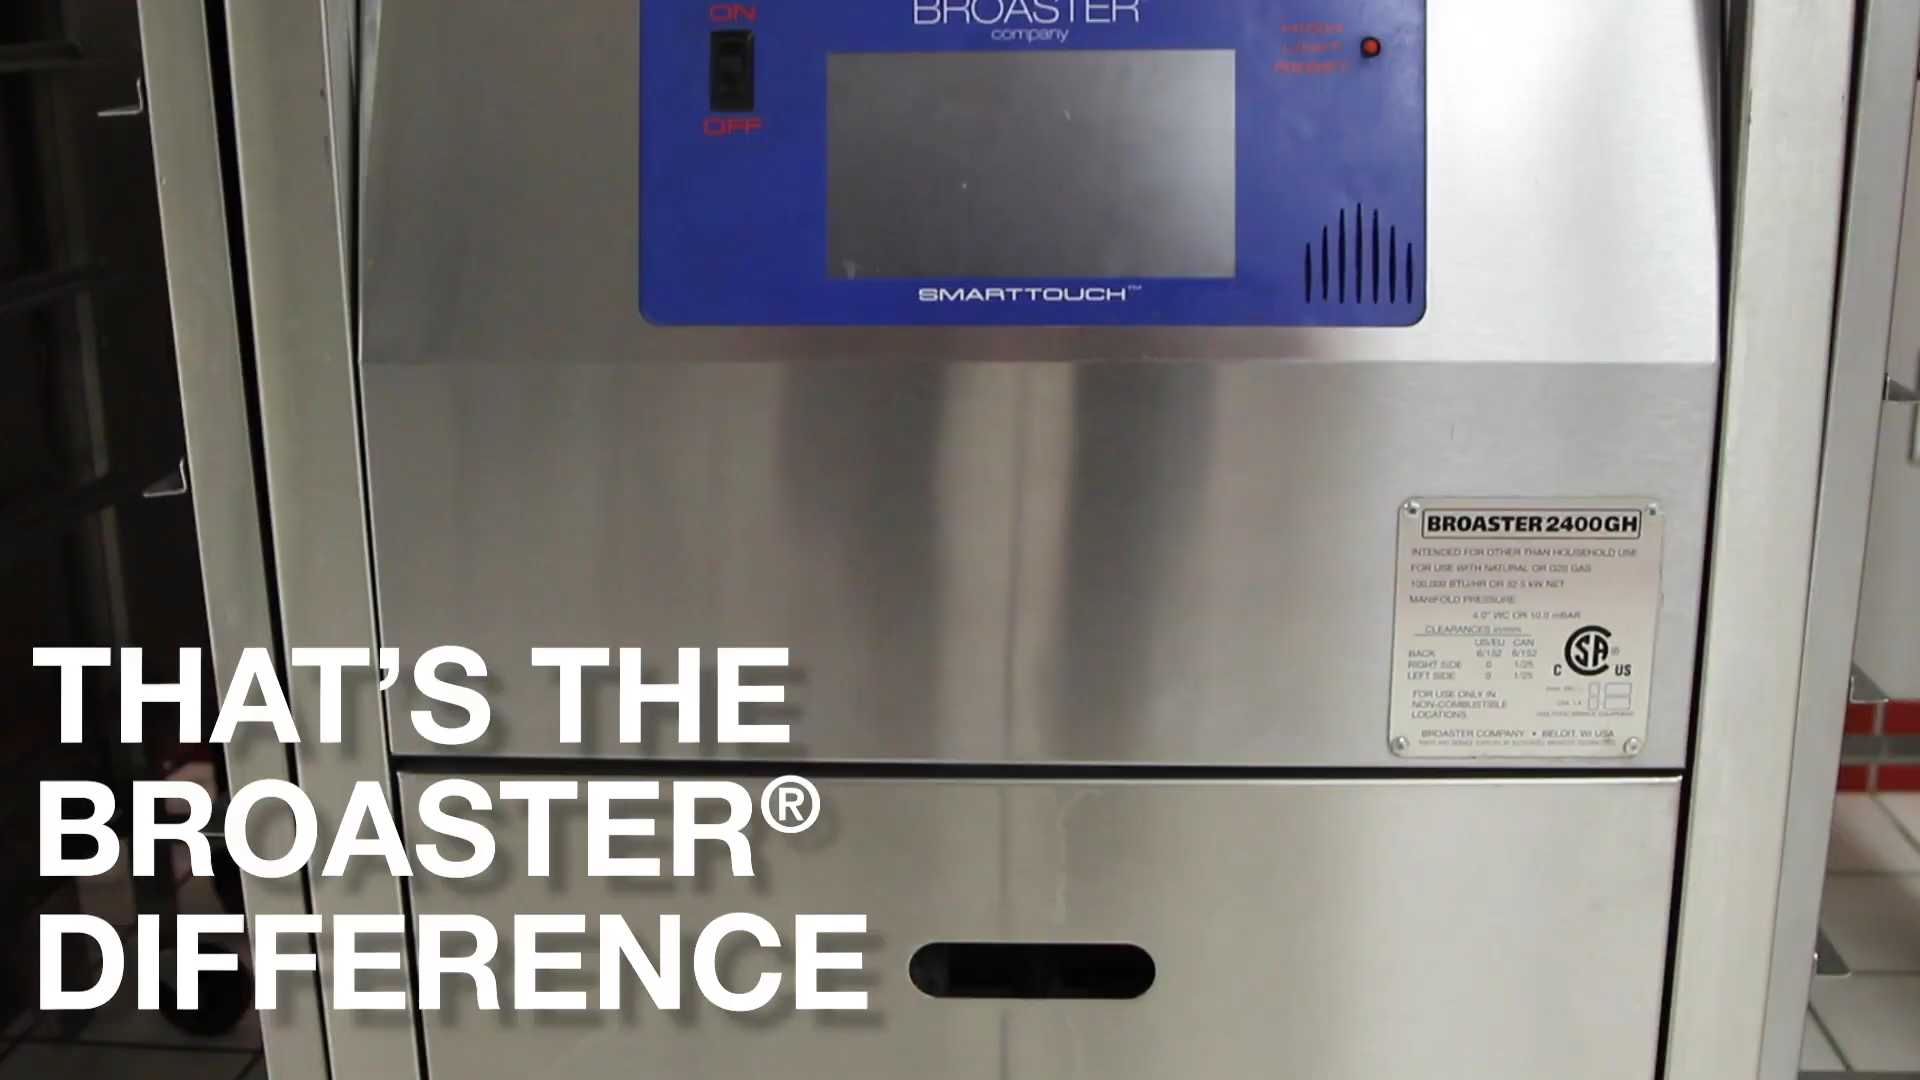 ON
BROASTER
company
HIGH
LIMIT
RESET
OFF
SMARTTOUCH™
BROASTER 2400GH
INTENDED FOR OTHER THAN HOUSEHOLD USE
FOR USE WITH NATURAL OR G20 GAS
100,000 BTU/HR OR
kW NET
MANIFOLD PRESSURE
4.0" WC OR 10.0 mBAR
CLEARANCES in/mm
US/EU CAN
BACK 6/152 6/152
RIGHT SIDE 0 1/25
LEFT SIDE 0 1/25
FOR USE ONLY IN
NON-COMBUSTIBLE
LOCATIONS
C SA ® US
BROASTER COMPANY • BELOIT, WI USA
THAT'S THE
BROASTER®
DIFFERENCE